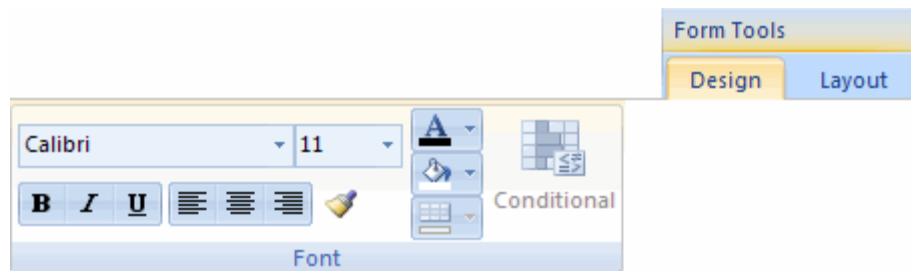 Form Tools
Design Layout
Calibri 11
A
B I U
Conditional
Font